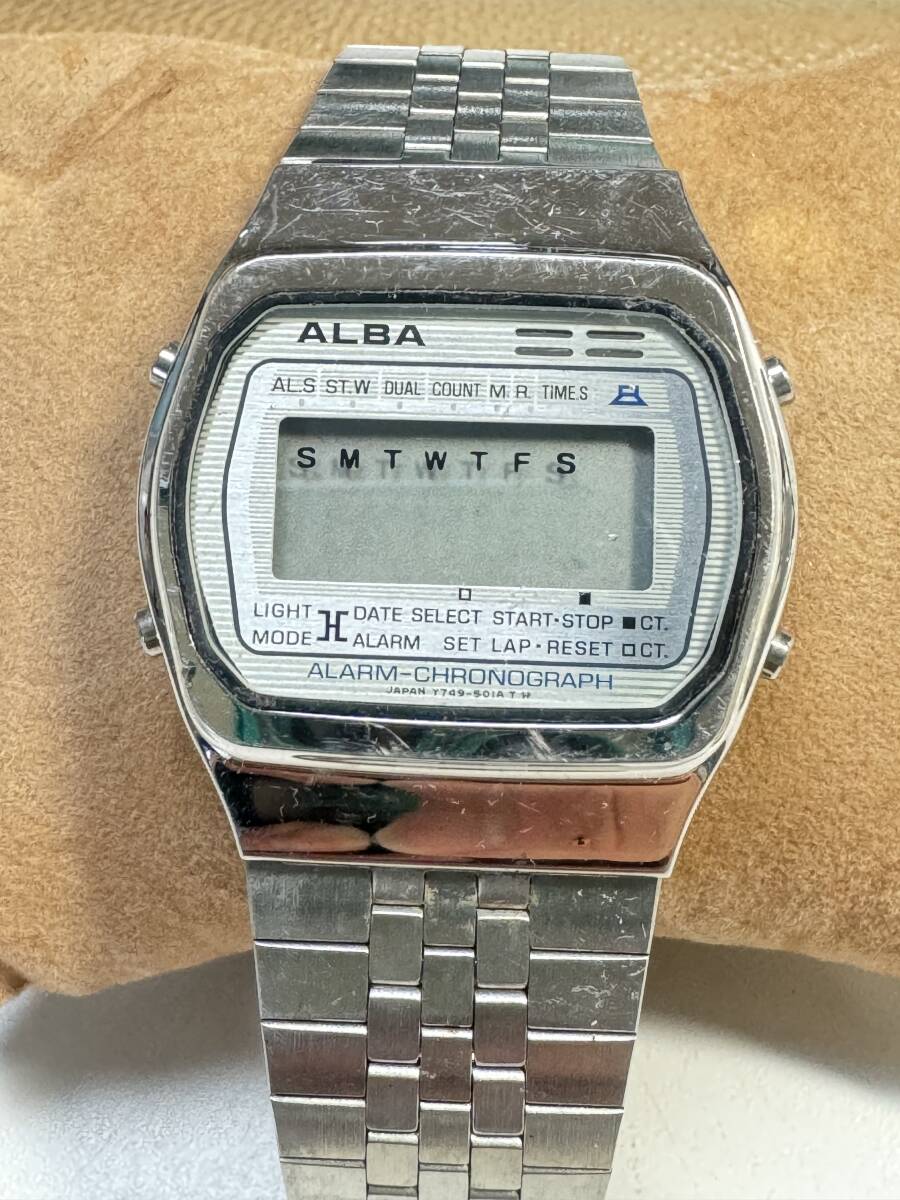 ALBA
AL.S ST.W DUAL COUNT M. R. TIME.S
S M T W T F S
LIGHT DATE SELECT START·STOP ■CT.
MODE ALARM SET LAP·RESET □CT.
ALARM-CHRONOGRAPH
JAPAN Y749-501A T W